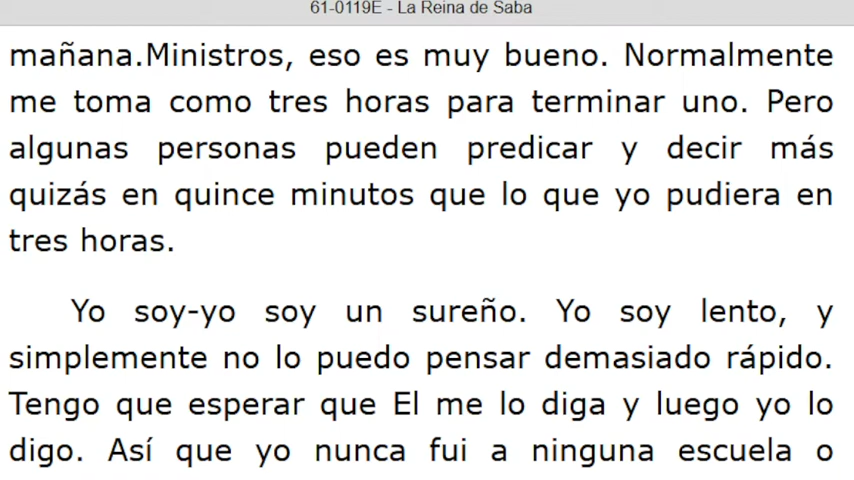 61-0119E - La Reina de Saba
mañana.Ministros, eso es muy bueno. Normalmente
me toma como tres horas para terminar uno. Pero
algunas personas pueden predicar y decir más
quizás en quince minutos que lo que yo pudiera en
tres horas.
Yo soy-yo soy un sureño. Yo soy lento, y
simplemente no lo puedo pensar demasiado rápido.
Tengo que esperar que El me lo diga y luego yo lo
digo. Así que yo nunca fui a ninguna escuela o